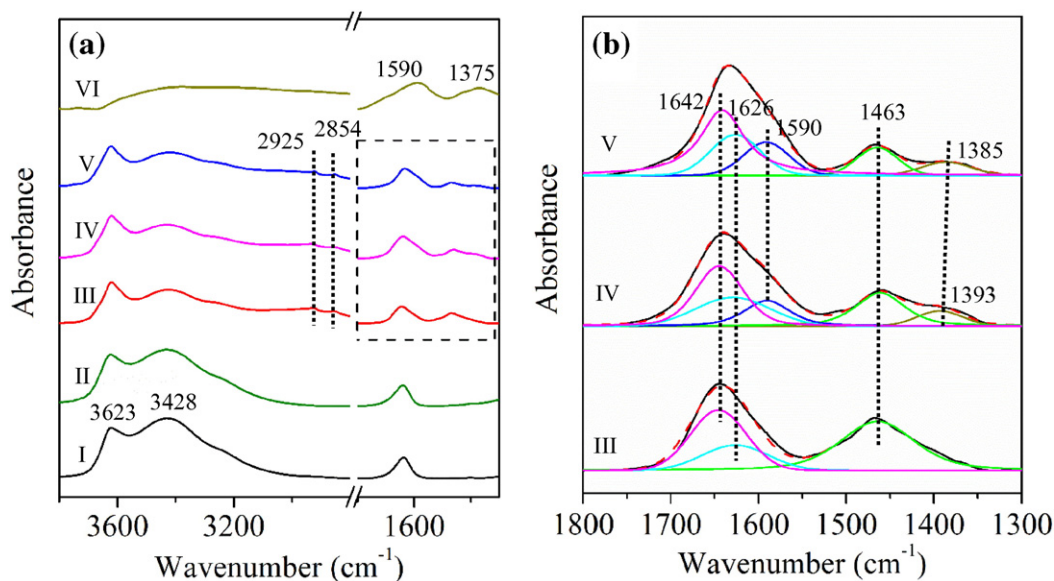 (a)
1590
1375
VI
2925
2854
V
IV
III
II
3623
3428
I
Absorbance
3600
3200
1600
Wavenumber (cm⁻¹)
(b)
1642
1626
1590
1463
V
1385
IV
1393
III
Absorbance
1800
1700
1600
1500
1400
1300
Wavenumber (cm⁻¹)